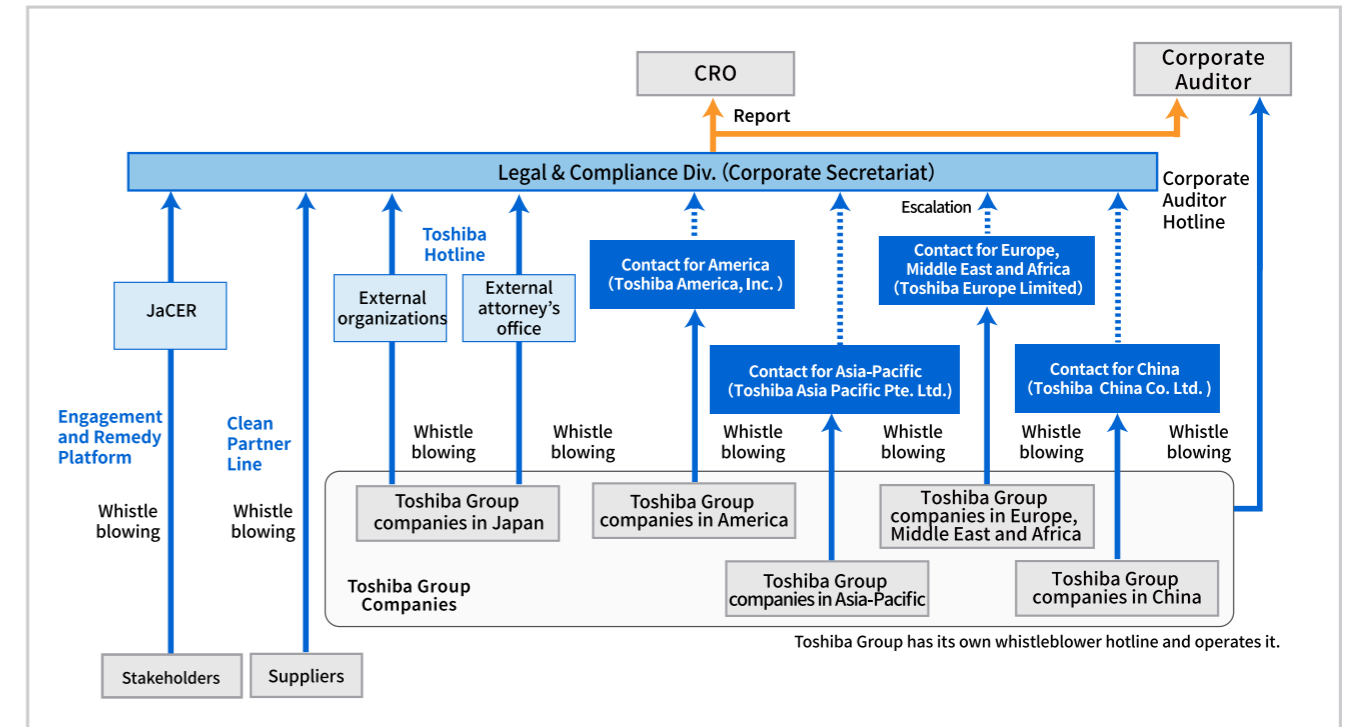 CRO
Corporate
Auditor
Report
Legal & Compliance Div. (Corporate Secretariat)
Corporate
Auditor
Hotline
Escalation
Toshiba
Hotline
Contact for America
(Toshiba America, Inc. )
Contact for Europe,
Middle East and Africa
(Toshiba Europe Limited)
JaCER
External
organizations
External
attorney's
office
Contact for Asia-Pacific
(Toshiba Asia Pacific Pte. Ltd.)
Contact for China
(Toshiba China Co. Ltd. )
Engagement
and Remedy
Platform
Clean
Partner
Line
Whistle
blowing
Whistle
blowing
Whistle
blowing
Whistle
blowing
Whistle
blowing
Whistle
blowing
Whistle
blowing
Whistle
blowing
Toshiba Group
companies in Japan
Toshiba Group
companies in America
Toshiba Group
companies in Europe,
Middle East and Africa
Toshiba Group
companies in Asia-Pacific
Toshiba Group
companies in China
Toshiba Group
Companies
Toshiba Group has its own whistleblower hotline and operates it.
Stakeholders
Suppliers